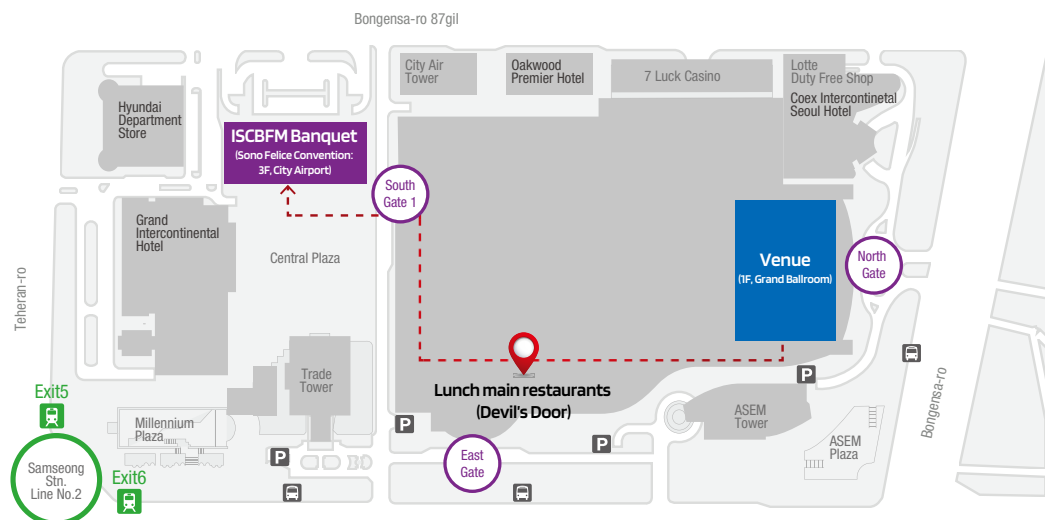 Bongensa-ro 87gil
City Air
Tower
Oakwood
Premier Hotel
7 Luck Casino
Lotte
Duty Free Shop
Coex Intercontinetal
Seoul Hotel
Hyundai
Department
Store
ISCBFM Banquet
(Sono Felice Convention:
3F, City Airport)
South
Gate 1
Grand
Intercontinental
Hotel
Central Plaza
Venue
(1F, Grand Ballroom)
North
Gate
Teheran-ro
Trade
Tower
Lunch main restaurants
(Devil's Door)
P
P
P
P
ASEM
Tower
ASEM
Plaza
Bongensa-ro
Exit5
Millennium
Plaza
East
Gate
Samseong
Stn.
Line No.2
Exit6